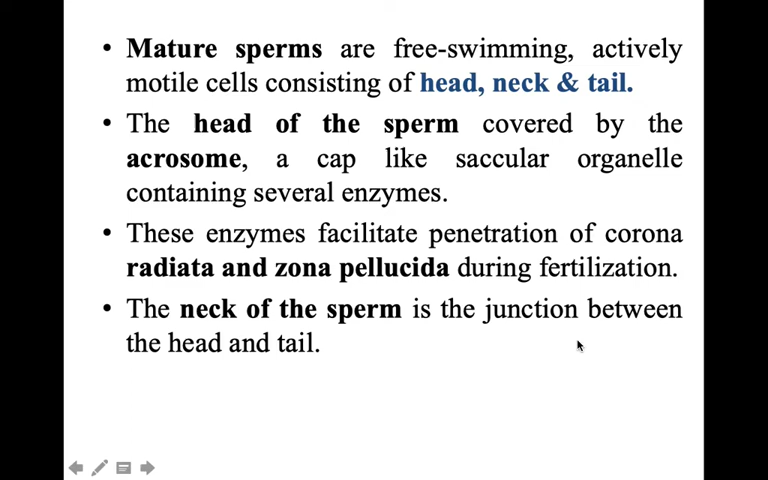 • Mature sperms are free-swimming, actively
motile cells consisting of head, neck & tail.
• The head of the sperm covered by the
acrosome, a cap like saccular organelle
containing several enzymes.
• These enzymes facilitate penetration of corona
radiata and zona pellucida during fertilization.
• The neck of the sperm is the junction between
the head and tail.